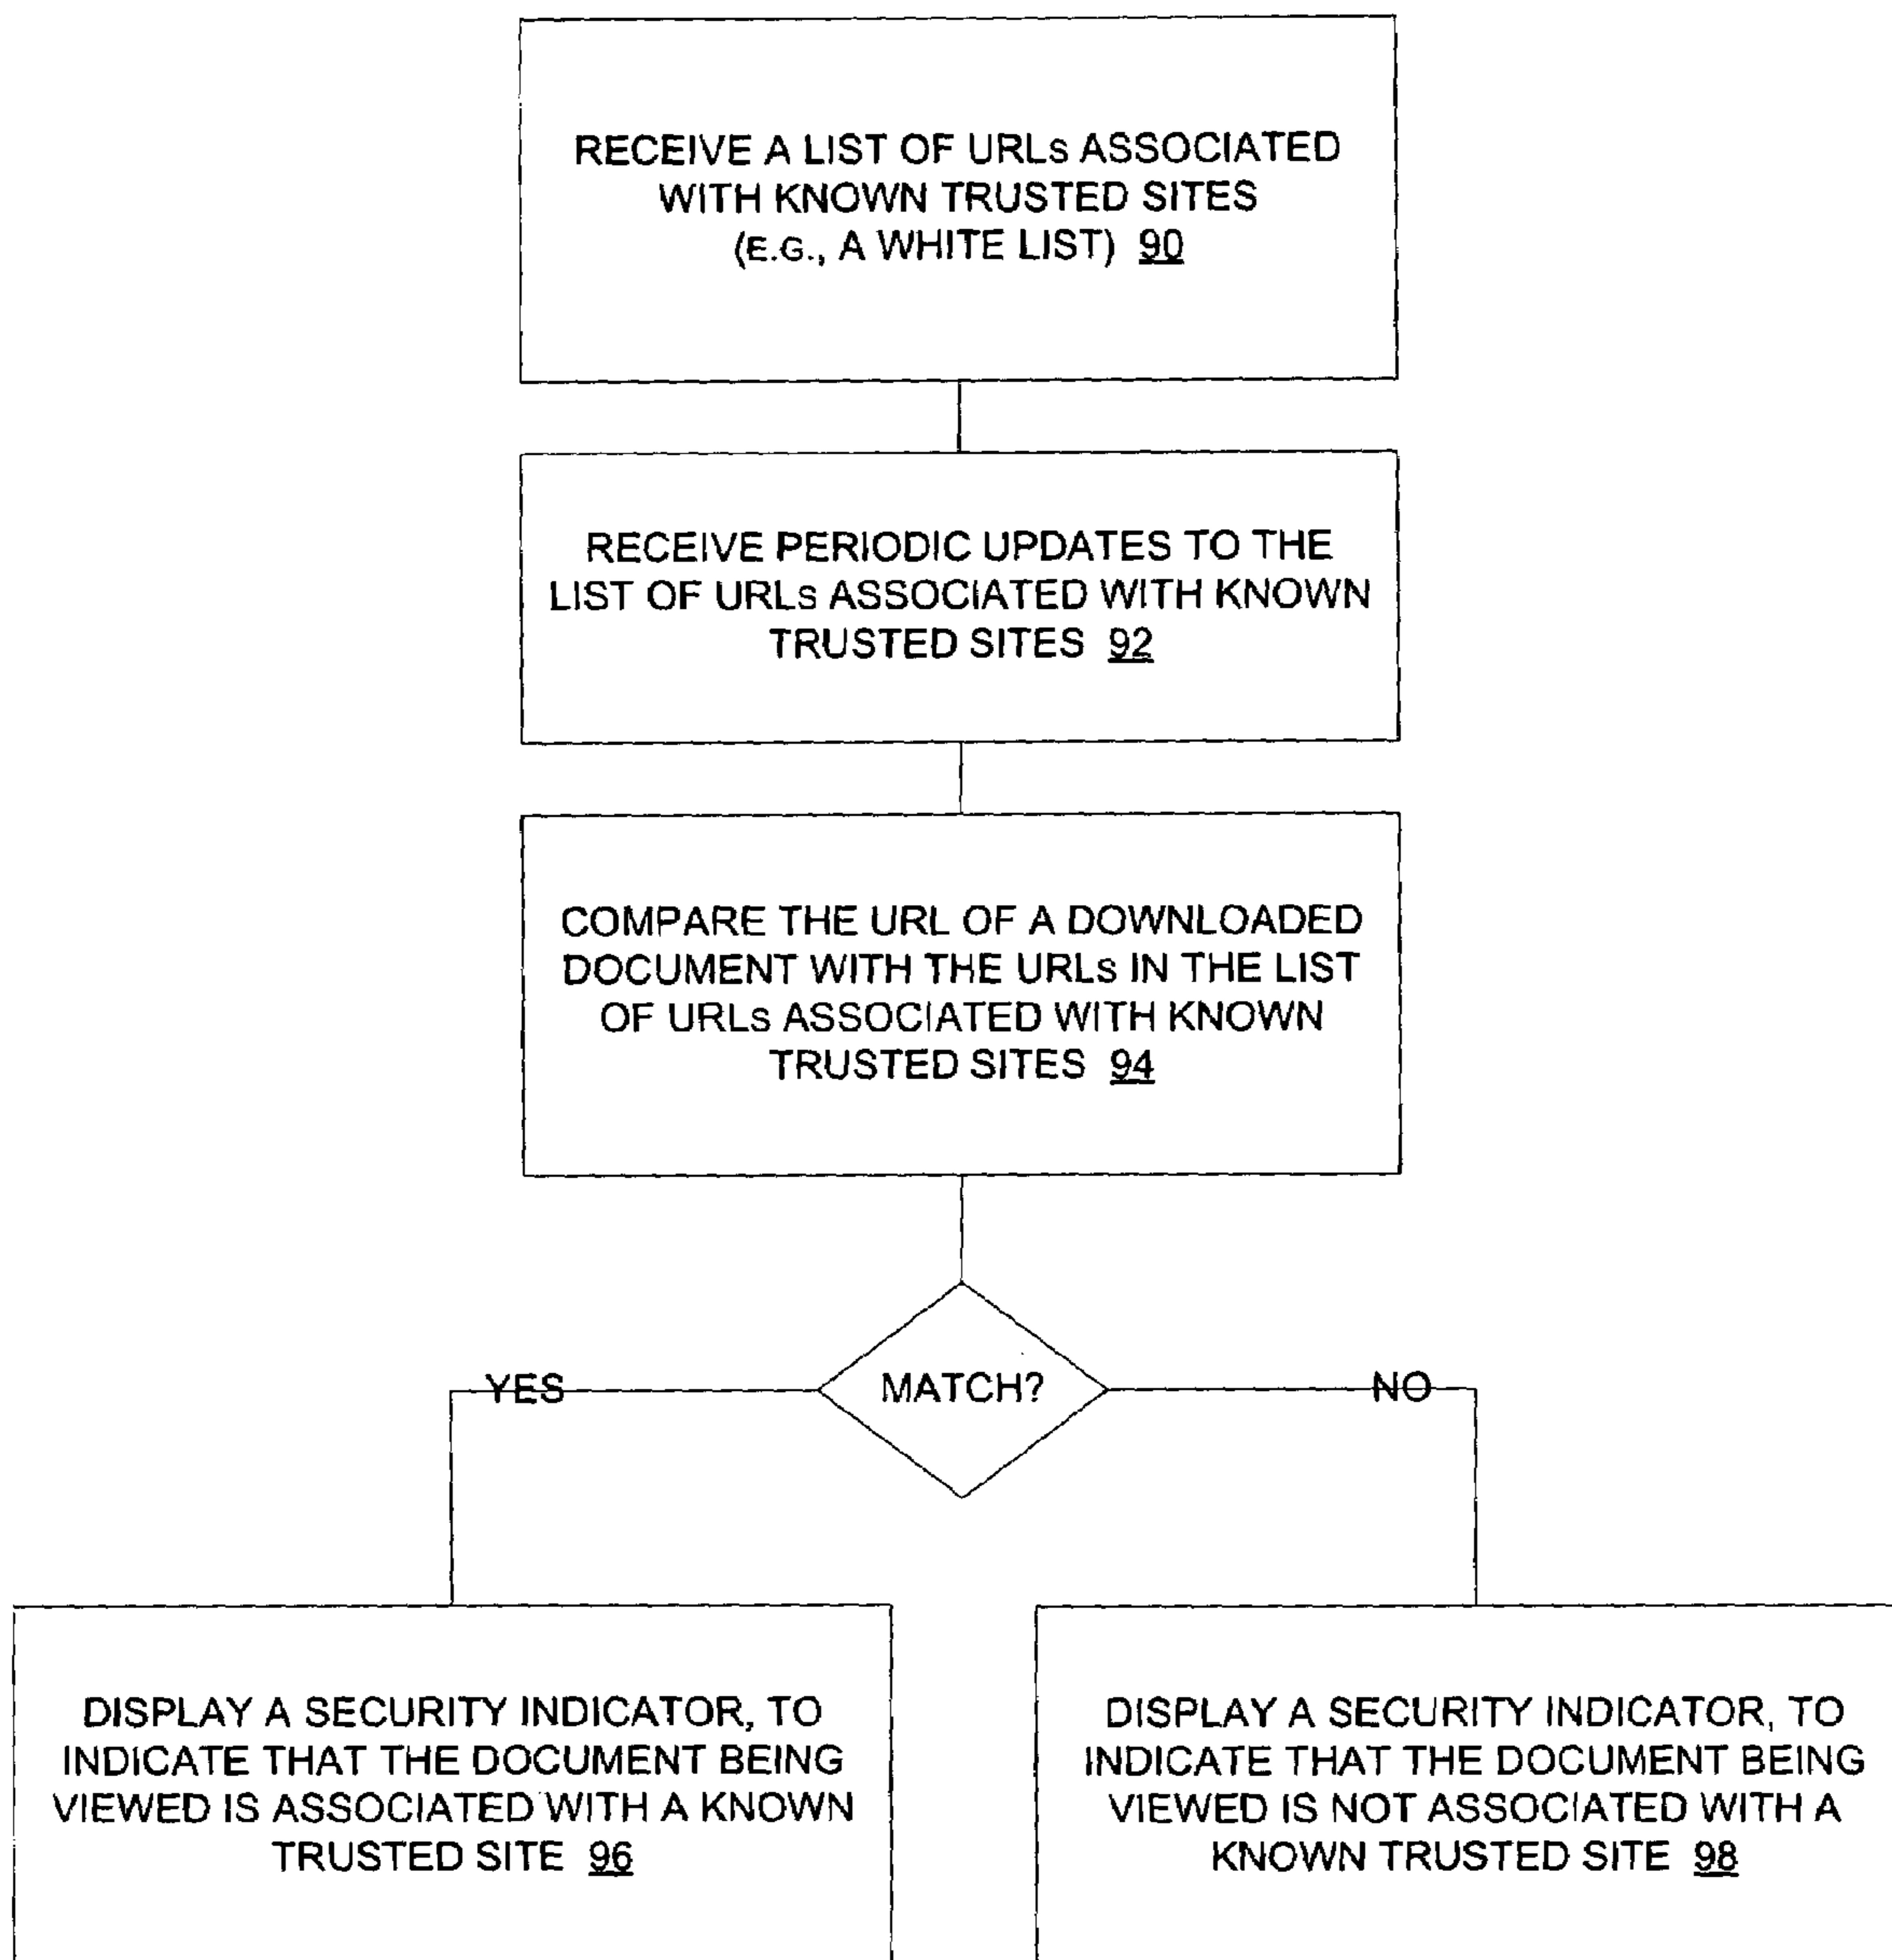 RECEIVE A LIST OF URLs ASSOCIATED
WITH KNOWN TRUSTED SITES
(E.G., A WHITE LIST) 90
RECEIVE PERIODIC UPDATES TO THE
LIST OF URLs ASSOCIATED WITH KNOWN
TRUSTED SITES 92
COMPARE THE URL OF A DOWNLOADED
DOCUMENT WITH THE URLs IN THE LIST
OF URLs ASSOCIATED WITH KNOWN
TRUSTED SITES 94
YES
MATCH?
NO
DISPLAY A SECURITY INDICATOR, TO
INDICATE THAT THE DOCUMENT BEING
VIEWED IS ASSOCIATED WITH A KNOWN
TRUSTED SITE 96
DISPLAY A SECURITY INDICATOR, TO
INDICATE THAT THE DOCUMENT BEING
VIEWED IS NOT ASSOCIATED WITH A
KNOWN TRUSTED SITE 98